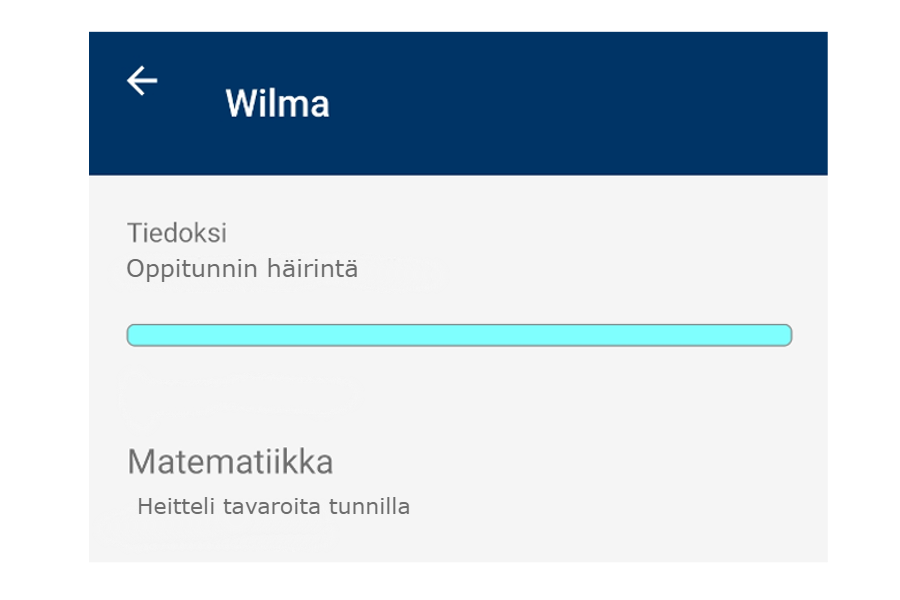 Wilma
Tiedoksi
Oppitunnin häirintä
Matematiikka
Heitteli tavaroita tunnilla